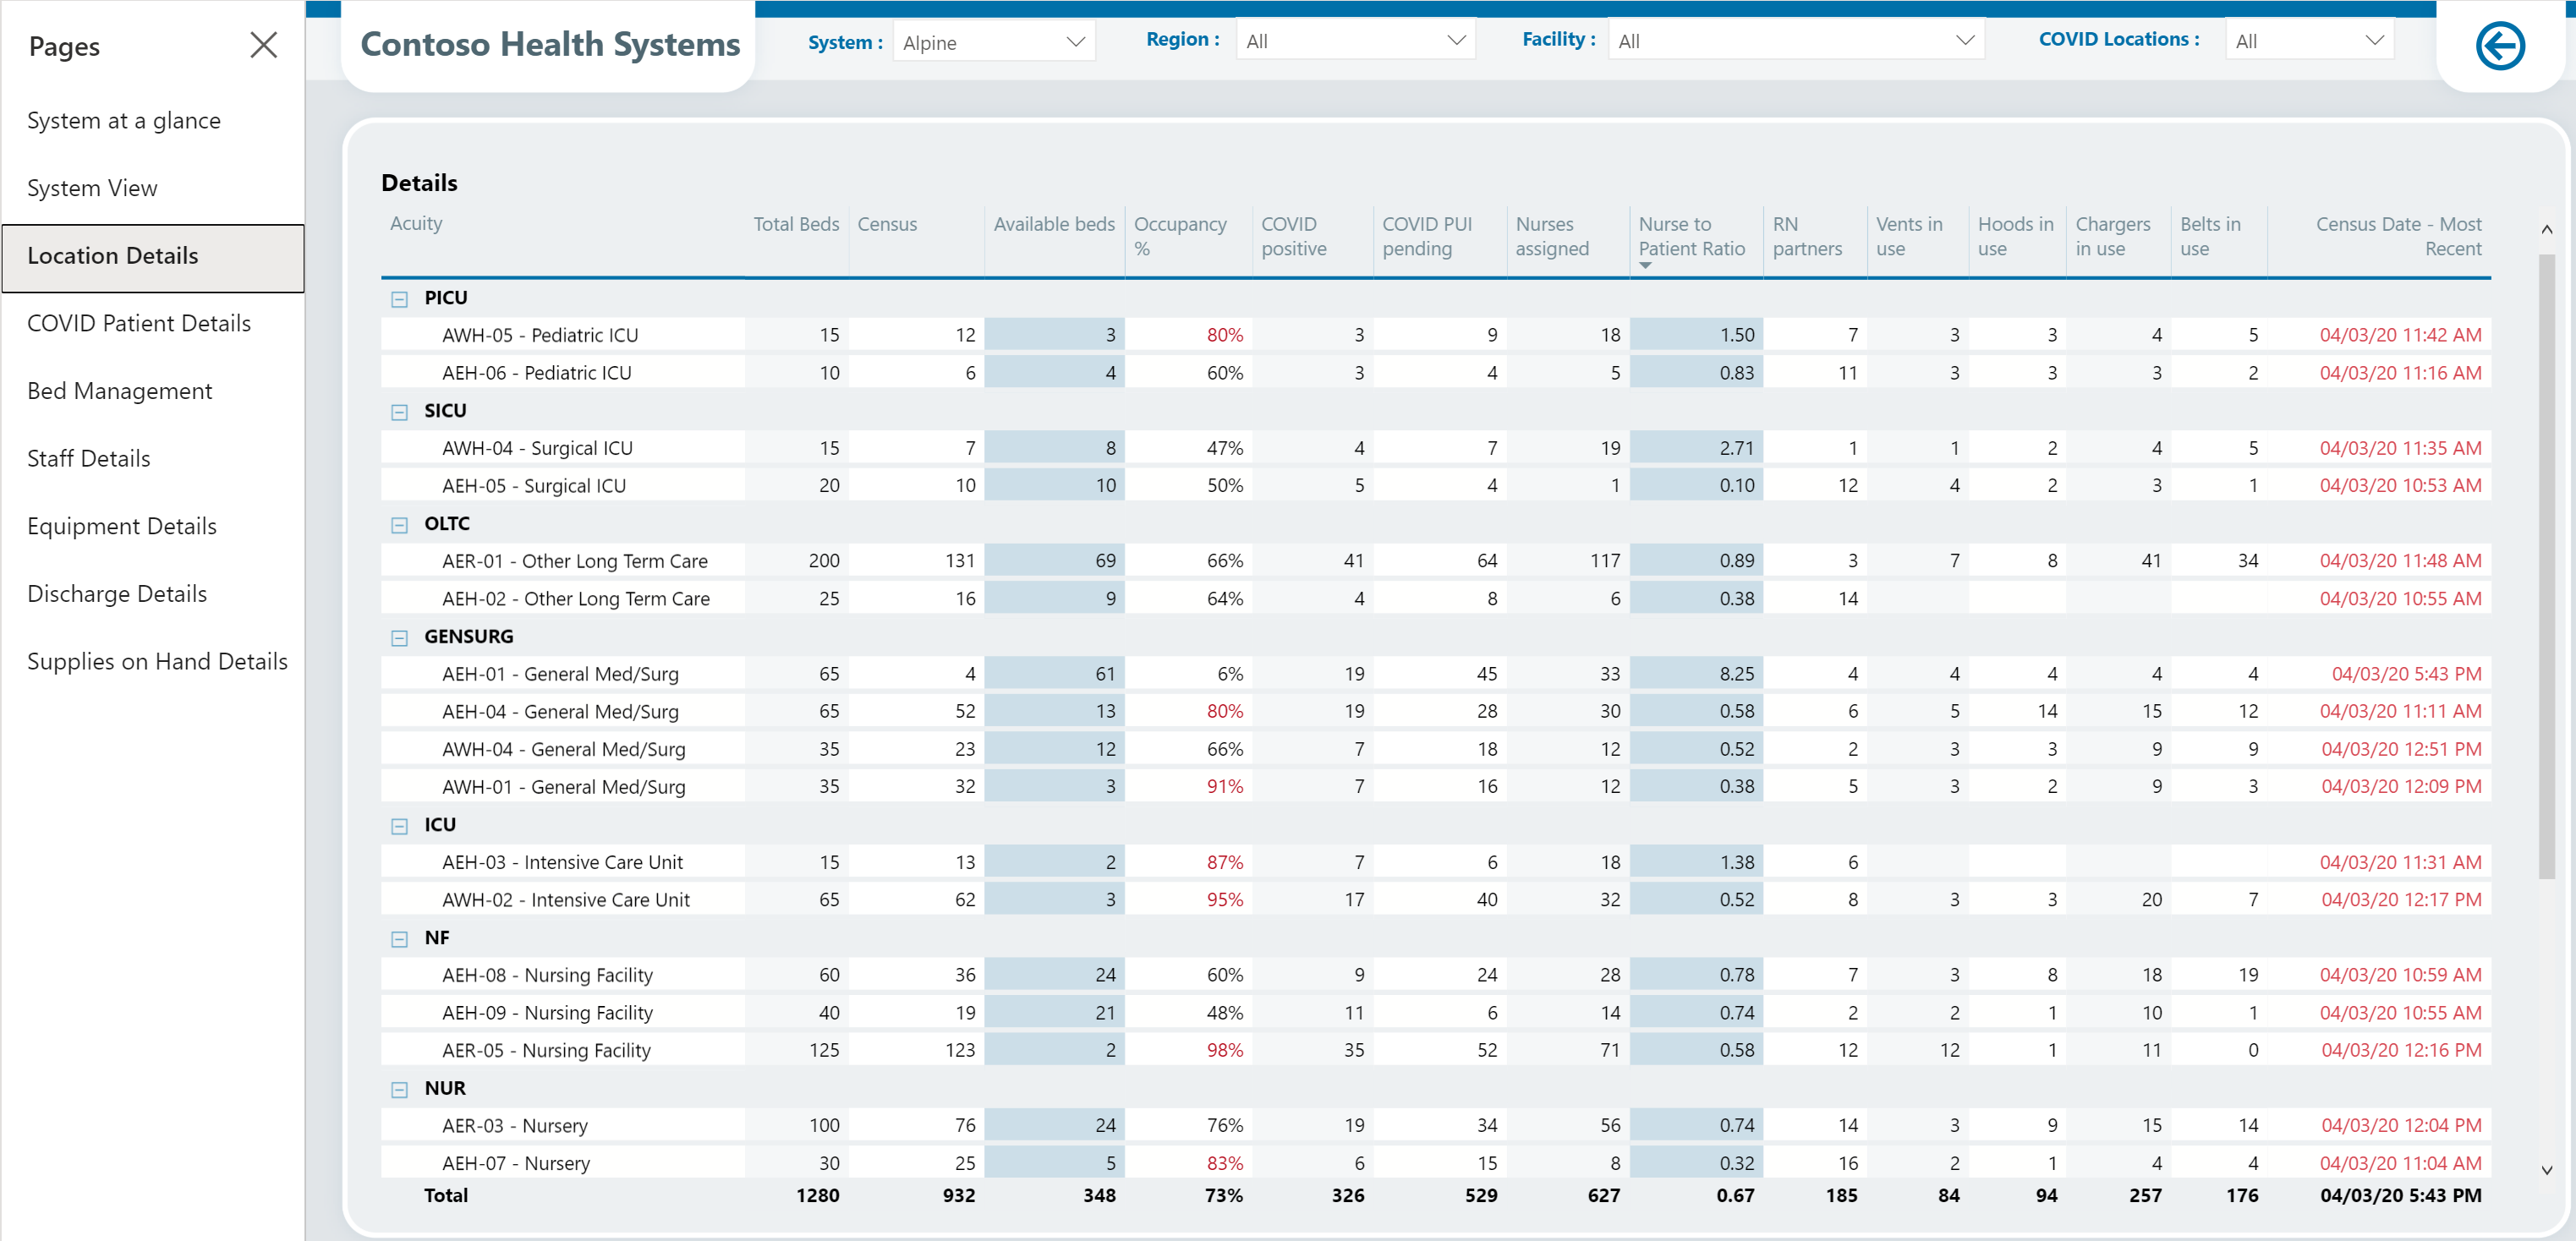 Pages
System at a glance
System View
Location Details
COVID Patient Details
Bed Management
Staff Details
Equipment Details
Discharge Details
Supplies on Hand Details
Contoso Health Systems
System : Alpine
Region : All
Facility : All
COVID Locations : All
Details
Acuity Total Beds Census Available beds Occupancy % COVID positive COVID PUI pending Nurses assigned Nurse to Patient Ratio RN partners Vents in use Hoods in use Chargers in use Belts in use Census Date - Most Recent
PICU
AWH-05 - Pediatric ICU 15 12 3 80% 3 9 18 1.50 7 3 3 4 5 04/03/20 11:42 AM
AEH-06 - Pediatric ICU 10 6 4 60% 3 4 5 0.83 11 3 3 3 2 04/03/20 11:16 AM
SICU
AWH-04 - Surgical ICU 15 7 8 47% 4 7 19 2.71 1 1 2 4 5 04/03/20 11:35 AM
AEH-05 - Surgical ICU 20 10 10 50% 5 4 1 0.10 12 4 2 3 1 04/03/20 10:53 AM
OLTC
AER-01 - Other Long Term Care 200 131 69 66% 41 64 117 0.89 3 7 8 41 34 04/03/20 11:48 AM
AEH-02 - Other Long Term Care 25 16 9 64% 4 8 6 0.38 14 04/03/20 10:55 AM
GENSURG
AEH-01 - General Med/Surg 65 4 61 6% 19 45 33 8.25 4 4 4 4 4 04/03/20 5:43 PM
AEH-04 - General Med/Surg 65 52 13 80% 19 28 30 0.58 6 5 14 15 12 04/03/20 11:11 AM
AWH-04 - General Med/Surg 35 23 12 66% 7 18 12 0.52 2 3 3 9 9 04/03/20 12:51 PM
AWH-01 - General Med/Surg 35 32 3 91% 7 16 12 0.38 5 3 2 9 3 04/03/20 12:09 PM
ICU
AEH-03 - Intensive Care Unit 15 13 2 87% 7 6 18 1.38 6 04/03/20 11:31 AM
AWH-02 - Intensive Care Unit 65 62 3 95% 17 40 32 0.52 8 3 3 20 7 04/03/20 12:17 PM
NF
AEH-08 - Nursing Facility 60 36 24 60% 9 24 28 0.78 7 3 8 18 19 04/03/20 10:59 AM
AEH-09 - Nursing Facility 40 19 21 48% 11 6 14 0.74 2 2 1 10 1 04/03/20 10:55 AM
AER-05 - Nursing Facility 125 123 2 98% 35 52 71 0.58 12 12 1 11 0 04/03/20 12:16 PM
NUR
AER-03 - Nursery 100 76 24 76% 19 34 56 0.74 14 3 9 15 14 04/03/20 12:04 PM
AEH-07 - Nursery 30 25 5 83% 6 15 8 0.32 16 2 1 4 4 04/03/20 11:04 AM
Total 1280 932 348 73% 326 529 627 0.67 185 84 94 257 176 04/03/20 5:43 PM